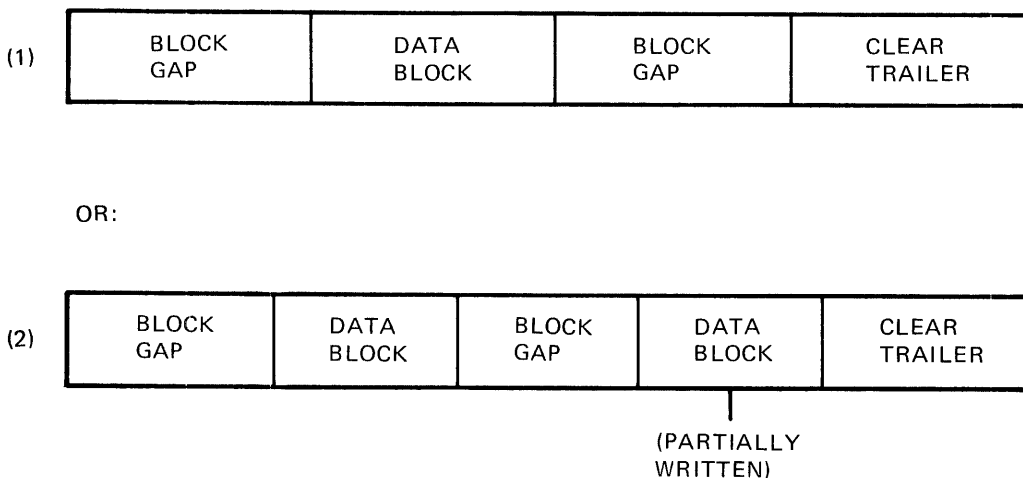 (1)
BLOCK
GAP
DATA
BLOCK
BLOCK
GAP
CLEAR
TRAILER
OR:
(2)
BLOCK
GAP
DATA
BLOCK
BLOCK
GAP
DATA
BLOCK
CLEAR
TRAILER
(PARTIALLY
WRITTEN)